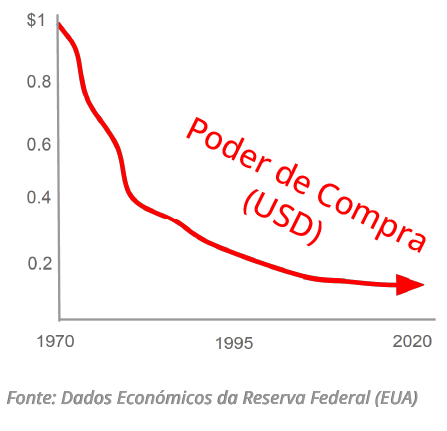 $1
0.8
0.6
0.4
0.2
Poder de Compra
(USD)
1970
1995
2020
Fonte: Dados Económicos da Reserva Federal (EUA)